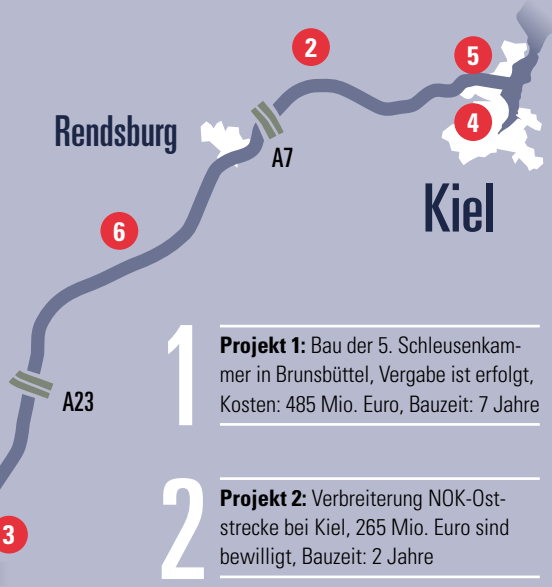 2
5
4
Rendsburg
A7
Kiel
6
A23
3
1
Projekt 1: Bau der 5. Schleusenkam-
mer in Brunsbüttel, Vergabe ist erfolgt,
Kosten: 485 Mio. Euro, Bauzeit: 7 Jahre
2
Projekt 2: Verbreiterung NOK-Ost-
strecke bei Kiel, 265 Mio. Euro sind
bewilligt, Bauzeit: 2 Jahre